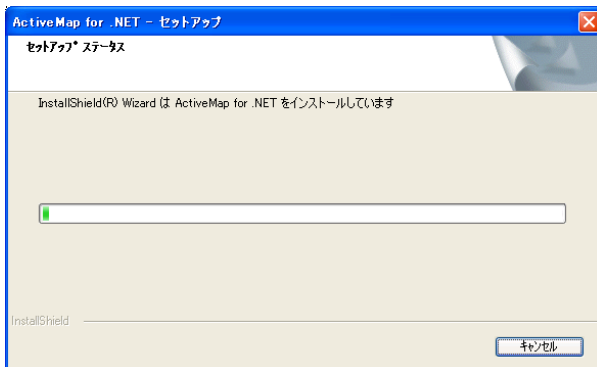 ActiveMap for .NET - セットアップ
セットアップ ステータス
InstallShield(R) Wizard は ActiveMap for .NET をインストールしています
InstallShield
キャンセル